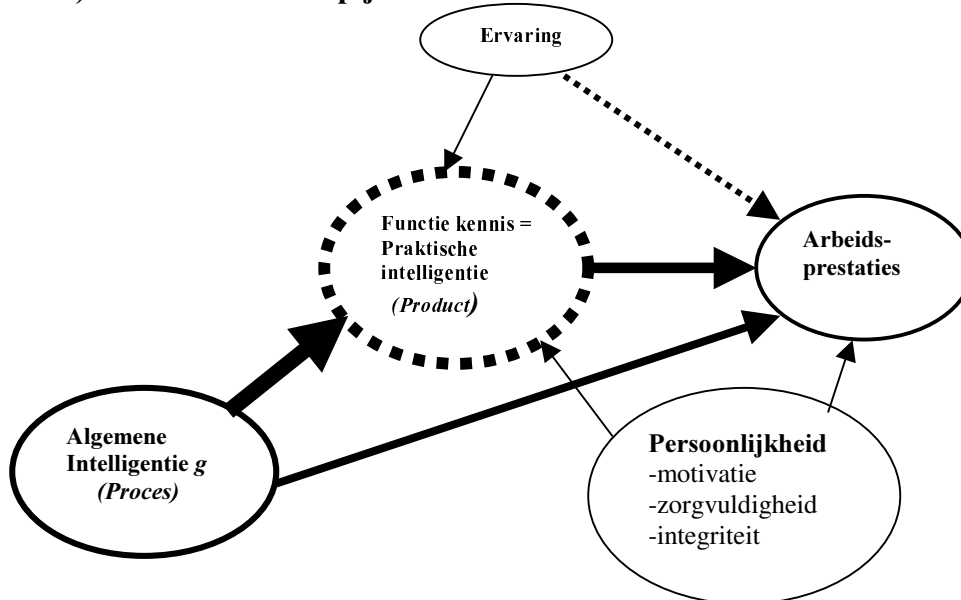 Ervaring
Functie kennis =
Praktische
intelligentie
(Product)
Arbeids-
prestaties
Algemene
Intelligentie g
(Proces)
Persoonlijkheid
-motivatie
-zorgvuldigheid
-integriteit